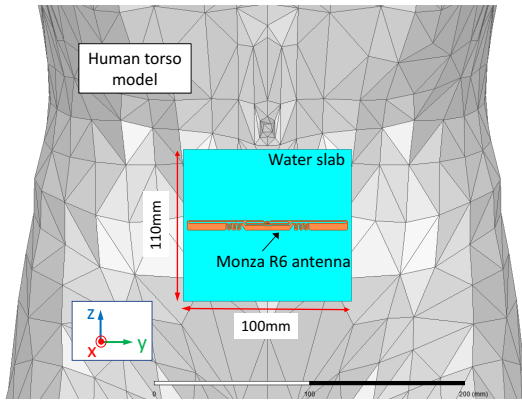 Human torso
model
Water slab
110mm
Monza R6 antenna
100mm
z
y
x
0
100
200 (mm)